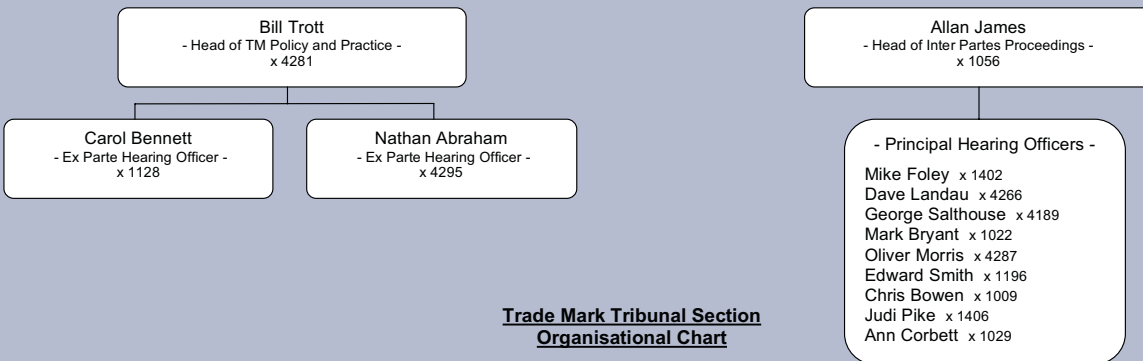 Bill Trott
- Head of TM Policy and Practice -
x 4281
Allan James
- Head of Inter Partes Proceedings -
x 1056
Carol Bennett
- Ex Parte Hearing Officer -
x 1128
Nathan Abraham
- Ex Parte Hearing Officer -
x 4295
- Principal Hearing Officers -
Mike Foley x 1402
Dave Landau x 4266
George Salthouse x 4189
Mark Bryant x 1022
Oliver Morris x 4287
Edward Smith x 1196
Chris Bowen x 1009
Judi Pike x 1406
Ann Corbett x 1029
Trade Mark Tribunal Section
Organisational Chart